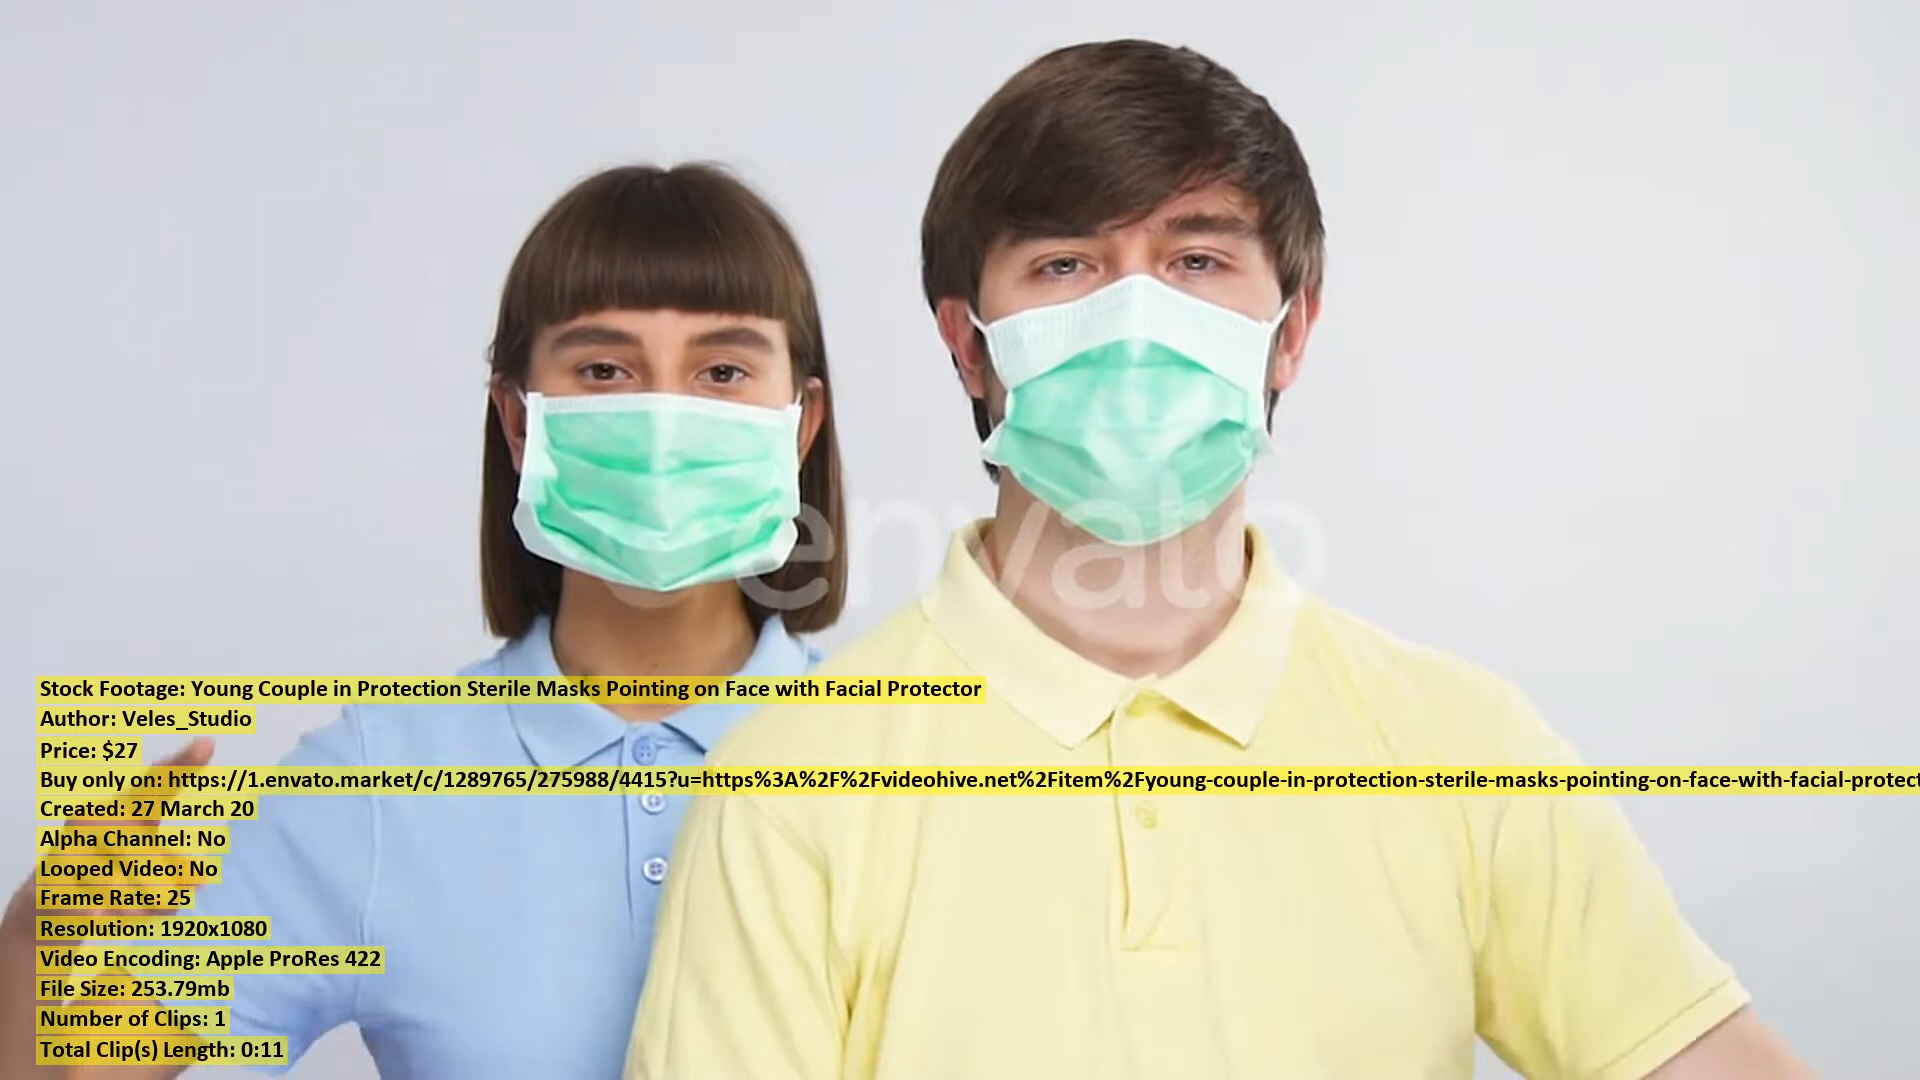 envato
Stock Footage: Young Couple in Protection Sterile Masks Pointing on Face with Facial Protector
Author: Veles_Studio
Price: $27
Buy only on: https://1.envato.market/c/1289765/275988/4415?u=https%3A%2F%2Fvideohive.net%2Fitem%2Fyoung-couple-in-protection-sterile-masks-pointing-on-face-with-facial-protect
Created: 27 March 20
Alpha Channel: No
Looped Video: No
Frame Rate: 25
Resolution: 1920x1080
Video Encoding: Apple ProRes 422
File Size: 253.79mb
Number of Clips: 1
Total Clip(s) Length: 0:11